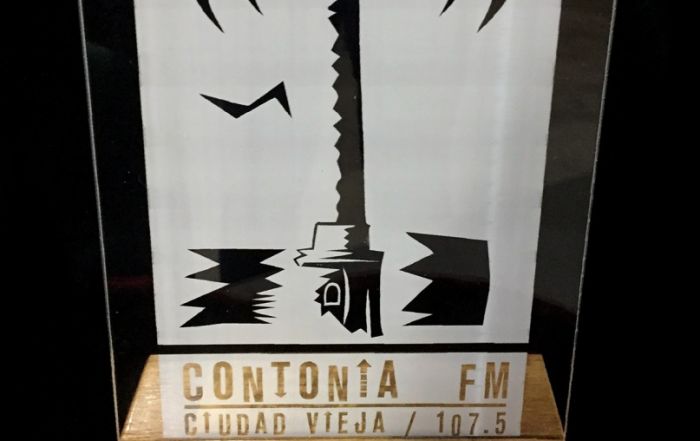 D
CONTONIA FM
CIUDAD VIEJA / 107.5